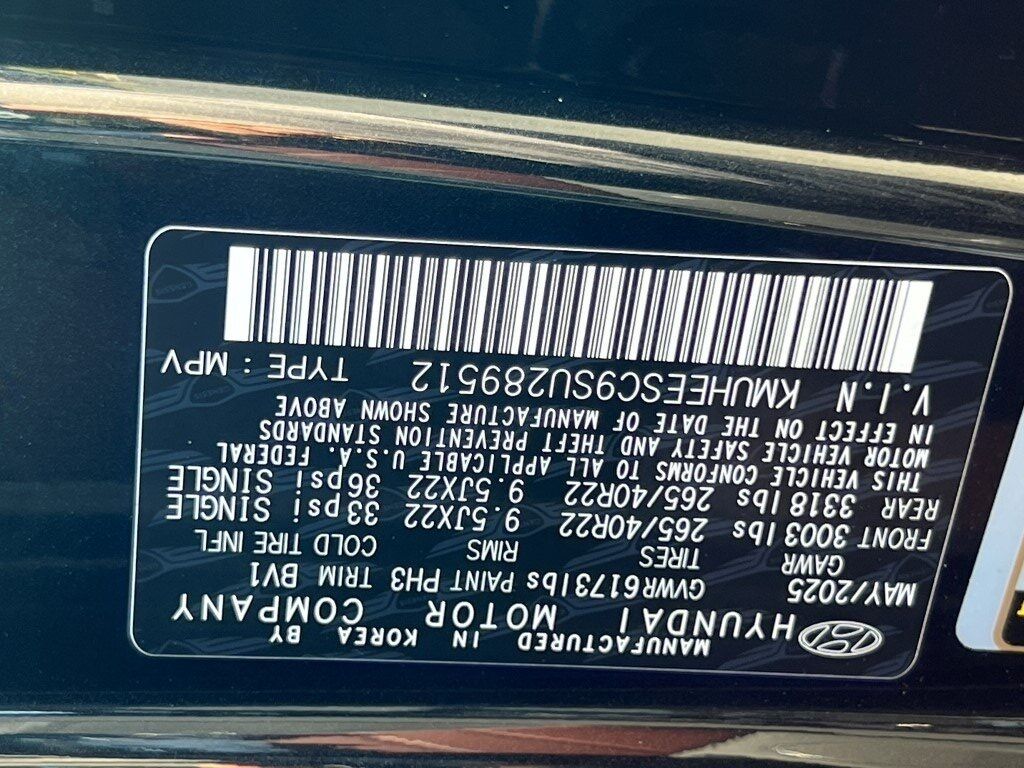 MANUFACTURED IN KOREA BY
HYUNDAI MOTOR COMPANY
MAY/2025 GVWR6173lbs PAINT PH3 TRIM BV1
GAWR TIRES RIMS COLD TIRE INFL
FRONT 3003 lbs 265/40R22 9.5JX22 33psi SINGLE
REAR 3318 lbs 265/40R22 9.5JX22 36psi SINGLE
THIS VEHICLE CONFORMS TO ALL APPLICABLE U.S.A. FEDERAL
MOTOR VEHICLE SAFETY AND THEFT PREVENTION STANDARDS
IN EFFECT ON THE DATE OF MANUFACTURE SHOWN ABOVE
V.I.N KMUHEESC9SU289512 TYPE : MPV